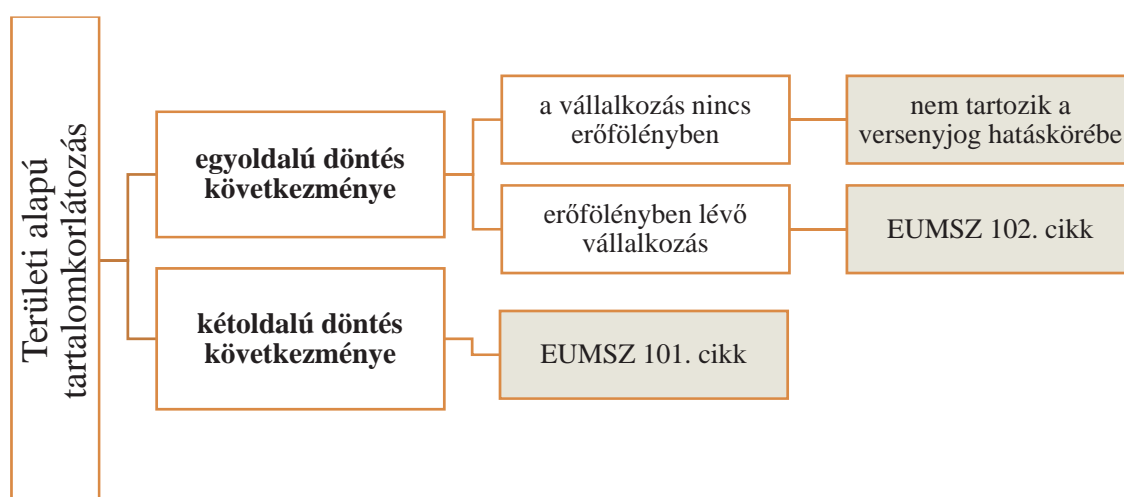 Területi alapú
tartalomkorlátozás
egyoldalú döntés
következménye
a vállalkozás nincs
erőfölényben
nem tartozik a
versenyjog hatáskörébe
erőfölényben lévő
vállalkozás
EUMSZ 102. cikk
kétoldalú döntés
következménye
EUMSZ 101. cikk